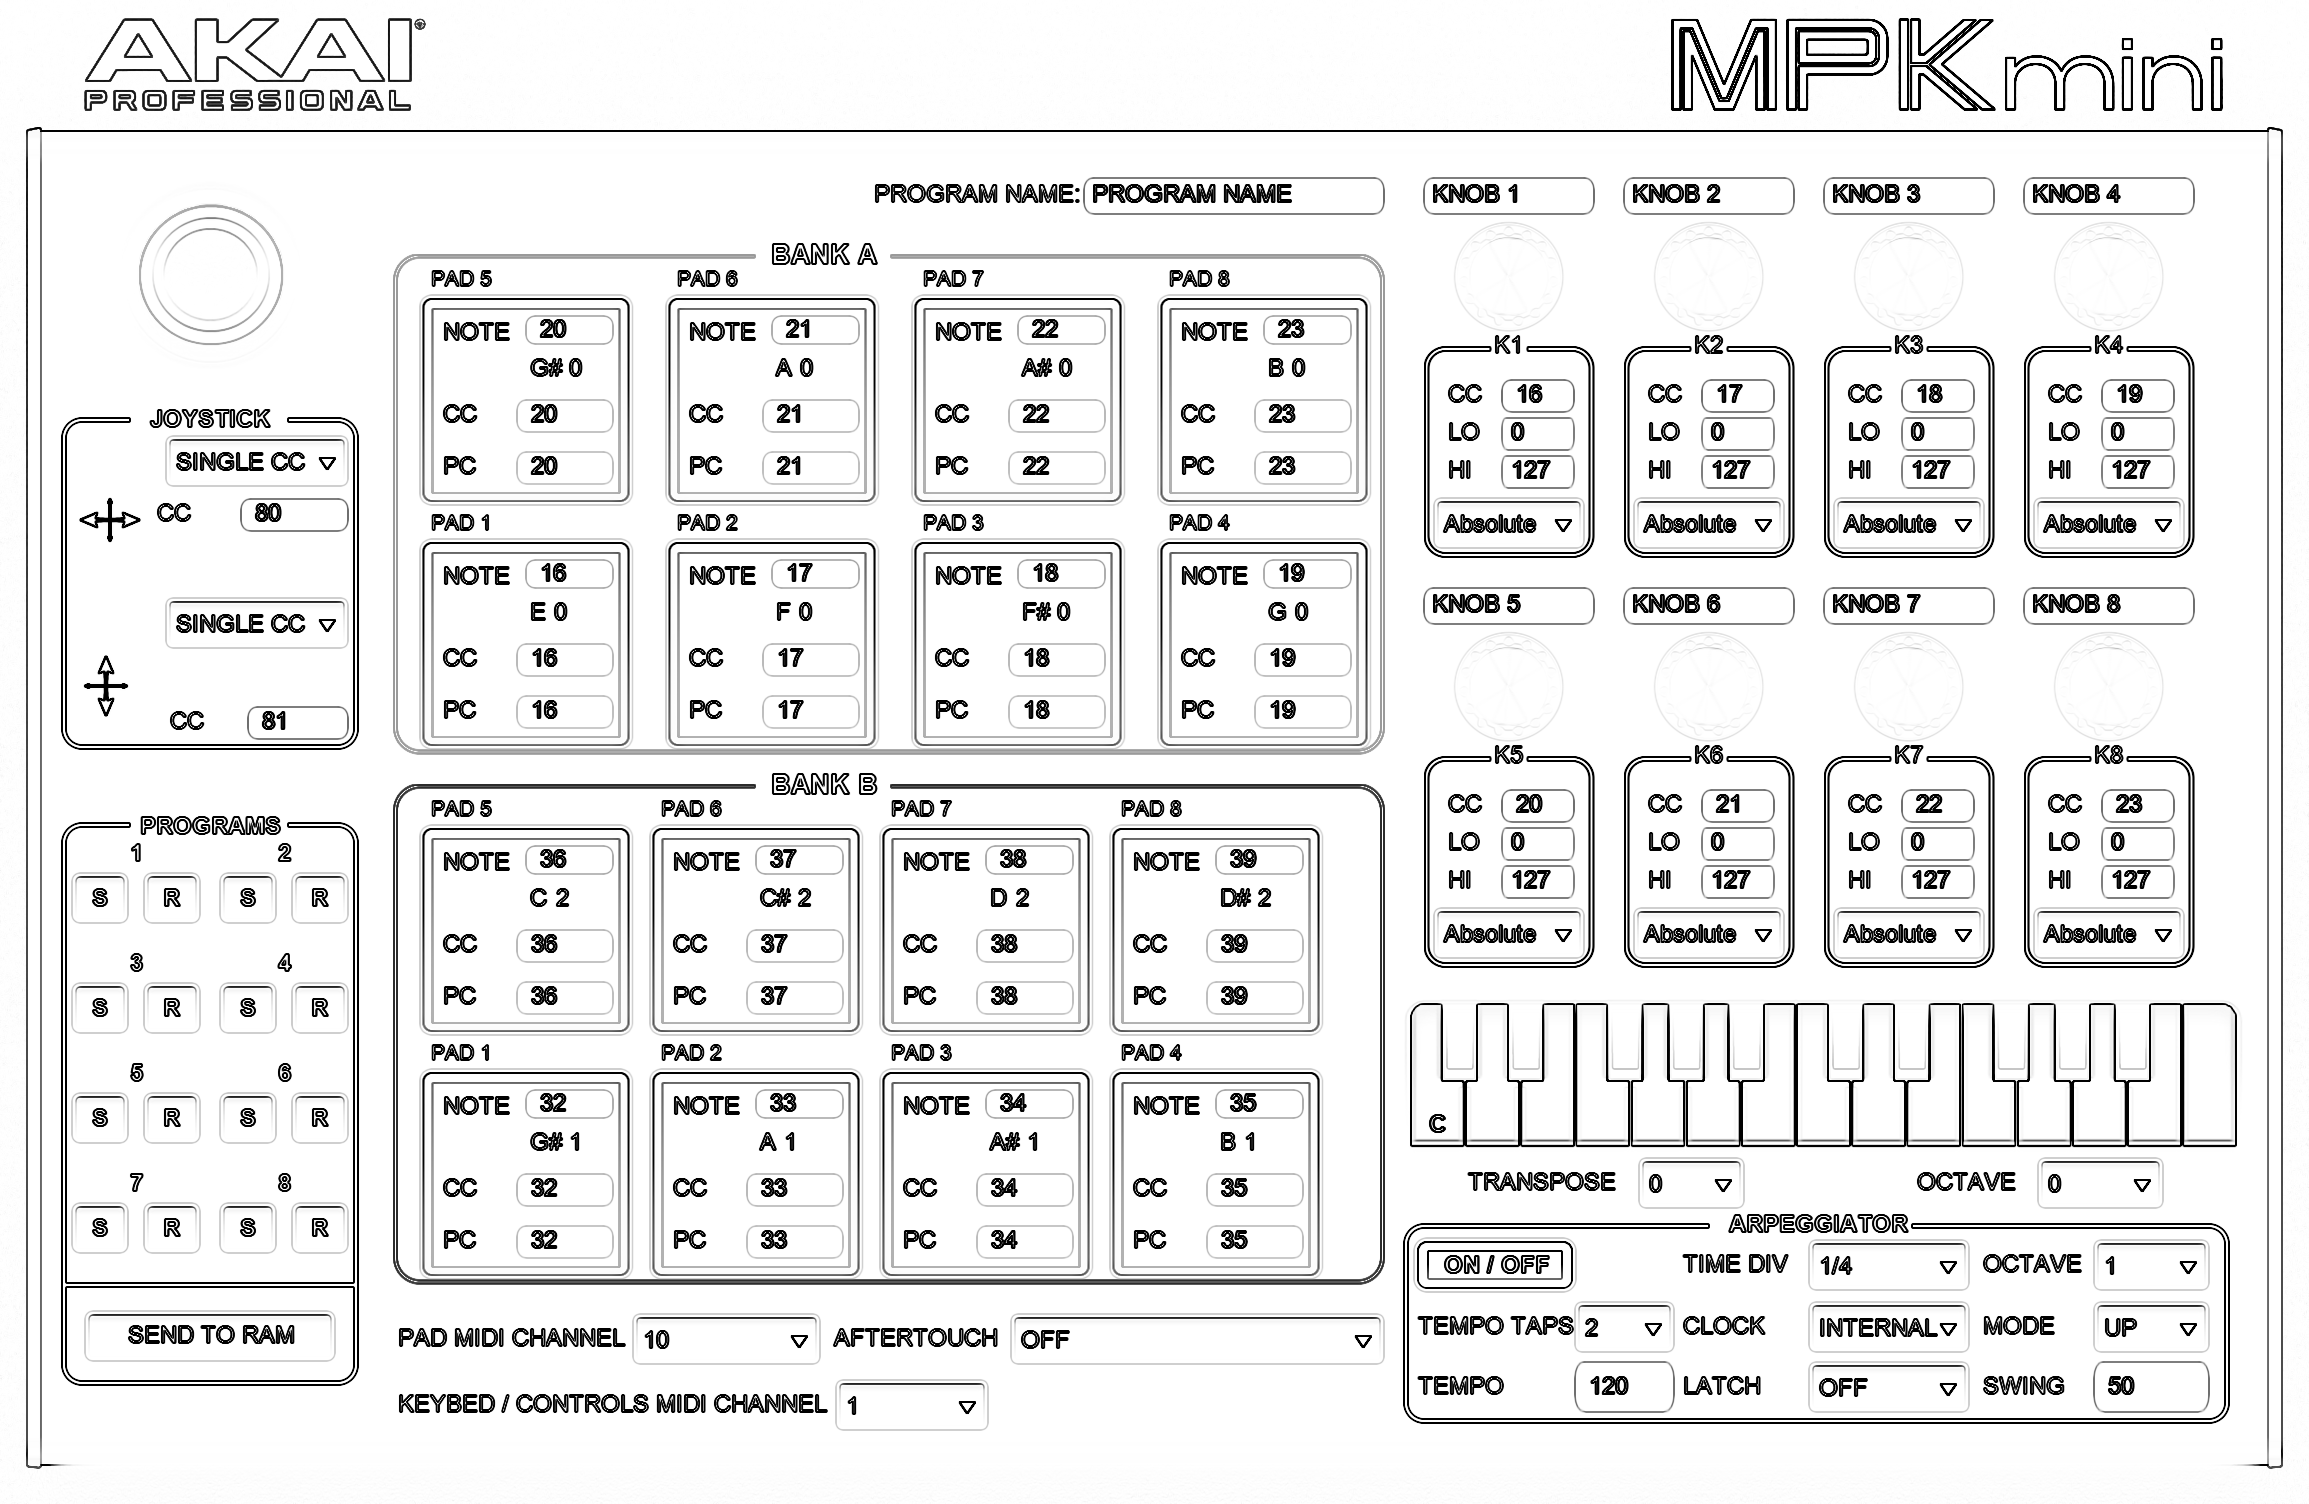 AKAI®
PROFESSIONAL
MPKmini
PROGRAM NAME: PROGRAM NAME
KNOB 1 KNOB 2 KNOB 3 KNOB 4
JOYSTICK
SINGLE CC
CC 80
SINGLE CC
CC 81
BANK A
PAD 5 PAD 6 PAD 7 PAD 8
NOTE 20 NOTE 21 NOTE 22 NOTE 23
G# 0 A 0 A# 0 B 0
CC 20 CC 21 CC 22 CC 23
PC 20 PC 21 PC 22 PC 23
PAD 1 PAD 2 PAD 3 PAD 4
NOTE 16 NOTE 17 NOTE 18 NOTE 19
E 0 F 0 F# 0 G 0
CC 16 CC 17 CC 18 CC 19
PC 16 PC 17 PC 18 PC 19
K1 K2 K3 K4
CC 16 CC 17 CC 18 CC 19
LO 0 LO 0 LO 0 LO 0
HI 127 HI 127 HI 127 HI 127
Absolute Absolute Absolute Absolute
KNOB 5 KNOB 6 KNOB 7 KNOB 8
K5 K6 K7 K8
CC 20 CC 21 CC 22 CC 23
LO 0 LO 0 LO 0 LO 0
HI 127 HI 127 HI 127 HI 127
Absolute Absolute Absolute Absolute
PROGRAMS
1 2
S R S R
3 4
S R S R
5 6
S R S R
7 8
S R S R
SEND TO RAM
BANK B
PAD 5 PAD 6 PAD 7 PAD 8
NOTE 36 NOTE 37 NOTE 38 NOTE 39
C 2 C# 2 D 2 D# 2
CC 36 CC 37 CC 38 CC 39
PC 36 PC 37 PC 38 PC 39
PAD 1 PAD 2 PAD 3 PAD 4
NOTE 32 NOTE 33 NOTE 34 NOTE 35
G# 1 A 1 A# 1 B 1
CC 32 CC 33 CC 34 CC 35
PC 32 PC 33 PC 34 PC 35
PAD MIDI CHANNEL 10 AFTERTOUCH OFF
KEYBED / CONTROLS MIDI CHANNEL 1
C
TRANSPOSE 0 OCTAVE 0
ARPEGGIATOR
ON / OFF TIME DIV 1/4 OCTAVE 1
TEMPO TAPS 2 CLOCK INTERNAL MODE UP
TEMPO 120 LATCH OFF SWING 50